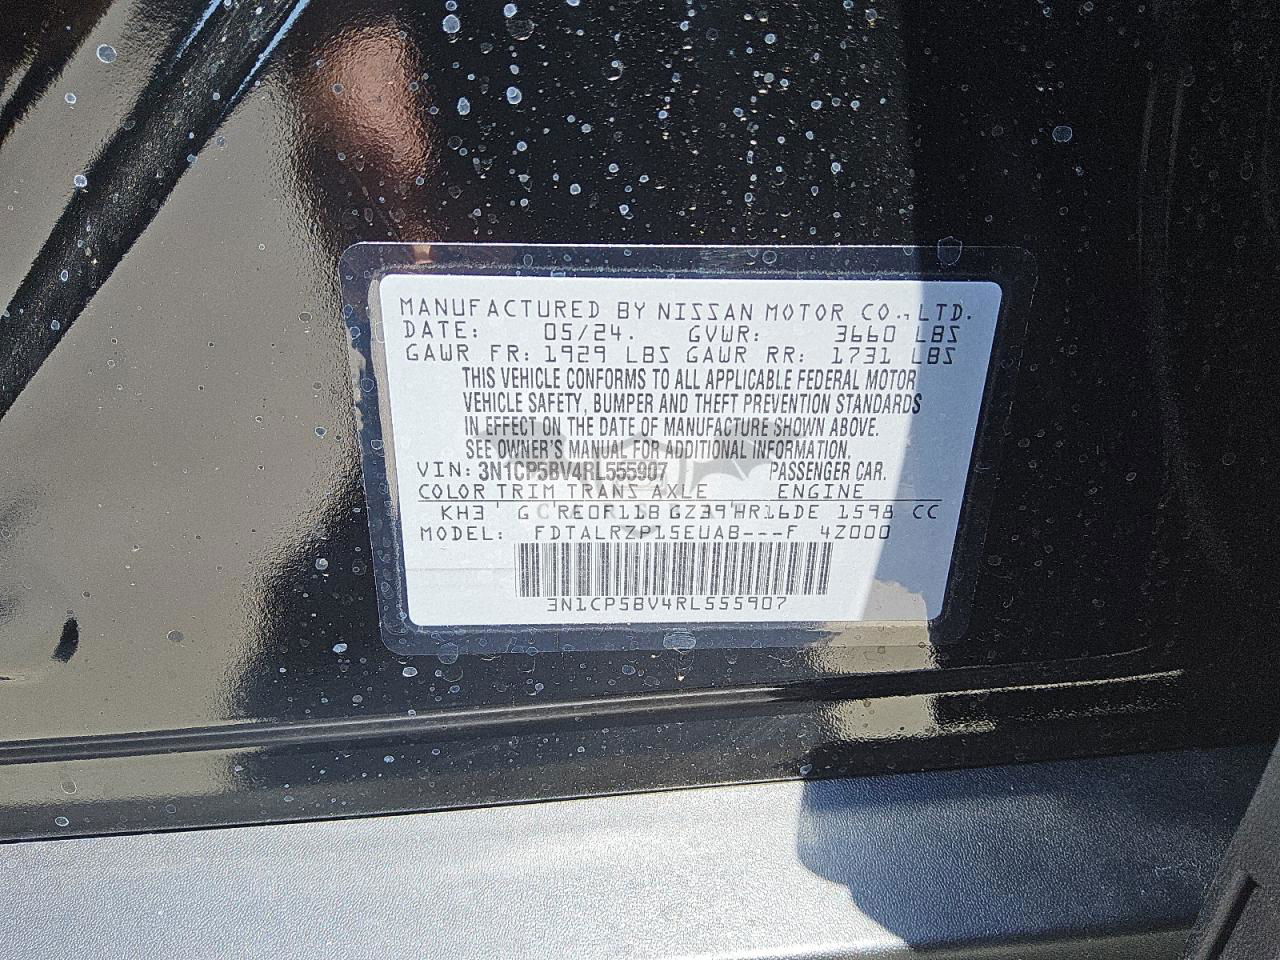 MANUFACTURED BY NISSAN MOTOR CO., LTD.
DATE: 05/24. GVWR: 3660 LBS
GAWR FR: 1929 LBS GAWR RR: 1731 LBS
THIS VEHICLE CONFORMS TO ALL APPLICABLE FEDERAL MOTOR
VEHICLE SAFETY, BUMPER AND THEFT PREVENTION STANDARDS
IN EFFECT ON THE DATE OF MANUFACTURE SHOWN ABOVE.
SEE OWNER'S MANUAL FOR ADDITIONAL INFORMATION.
VIN: 3N1CP5BV4RL555907 PASSENGER CAR.
COLOR TRIM TRANS AXLE ENGINE
KH3 ' G 'RE0F11B GZ39'HR16DE 1598 CC
MODEL: FDTALRZP15EUAB---F 4Z000
3N1CP5BV4RL555907